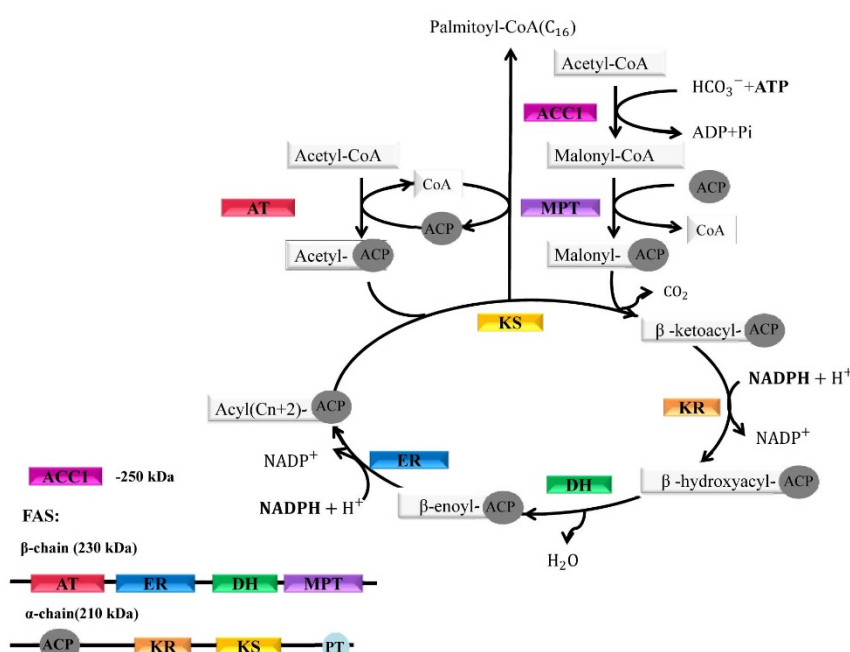 Palmitoyl-CoA(C₁₆)
Acetyl-CoA
HCO₃⁻+ATP
ACC1
ADP+Pi
Acetyl-CoA
Malonyl-CoA
CoA
ACP
AT
MPT
ACP
CoA
Acetyl- ACP
Malonyl- ACP
CO₂
KS
β -ketoacyl- ACP
NADPH + H⁺
Acyl(Cn+2)- ACP
KR
NADP⁺
NADP⁺
ER
ACC1 -250 kDa
DH
β -hydroxyacyl- ACP
NADPH + H⁺
β-enoyl- ACP
FAS:
H₂O
β-chain (230 kDa)
AT ER DH MPT
α-chain(210 kDa)
ACP KR KS PT